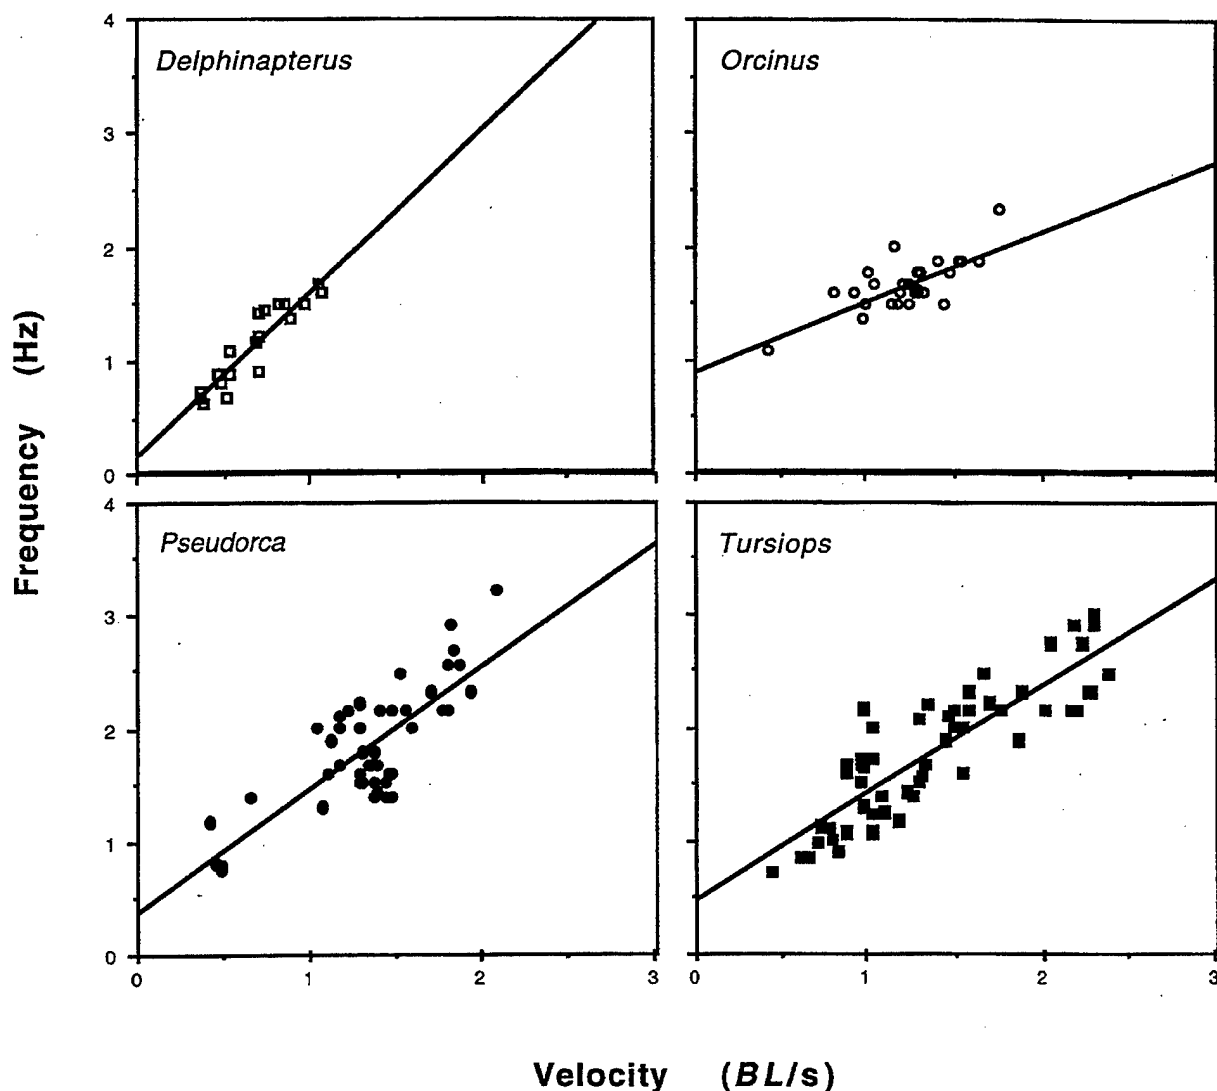 Frequency (Hz)
4
3
2
1
0
Delphinapterus
Orcinus
4
3
2
1
0
Pseudorca
Tursiops
0 1 2 3
0 1 2 3
Velocity (BL/s)